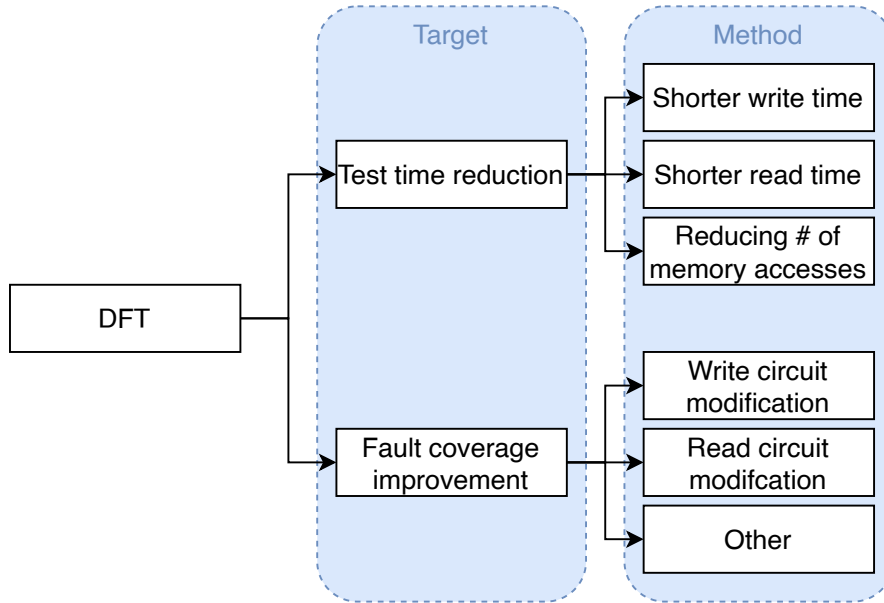 Target
Method
Shorter write time
Test time reduction
Shorter read time
Reducing # of
memory accesses
DFT
Write circuit
modification
Fault coverage
improvement
Read circuit
modifcation
Other